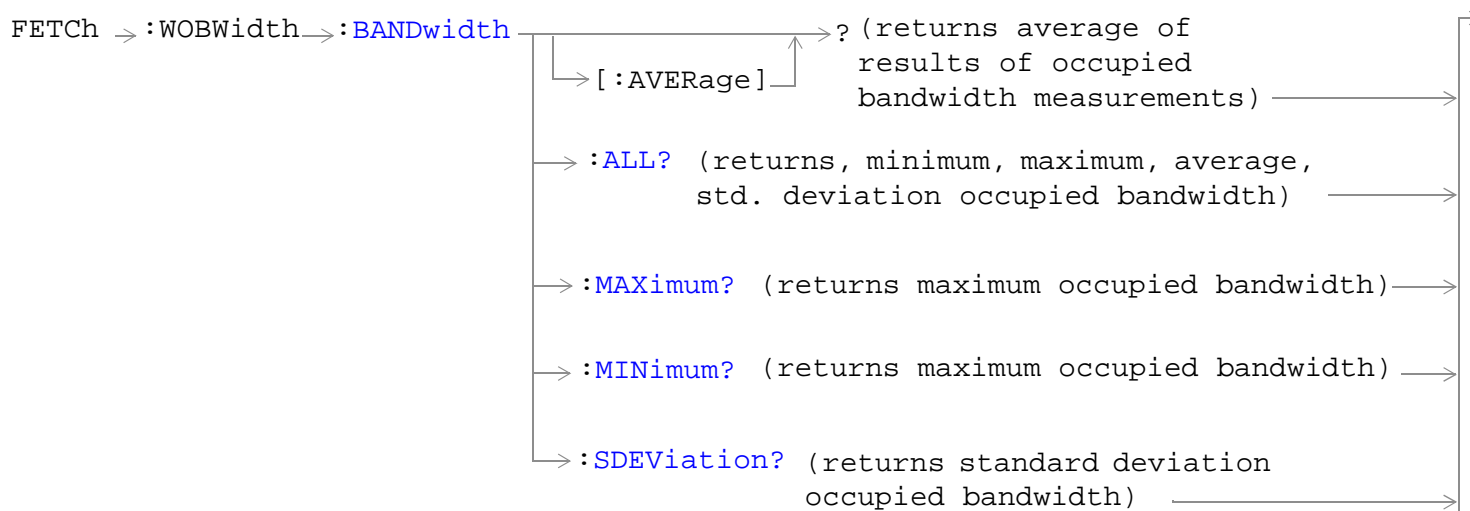 FETCh :WOBWidth :BANDwidth ? (returns average of
results of occupied
[:AVERage] bandwidth measurements)
:ALL? (returns, minimum, maximum, average,
std. deviation occupied bandwidth)
:MAXimum? (returns maximum occupied bandwidth)
:MINimum? (returns maximum occupied bandwidth)
:SDEViation? (returns standard deviation
occupied bandwidth)